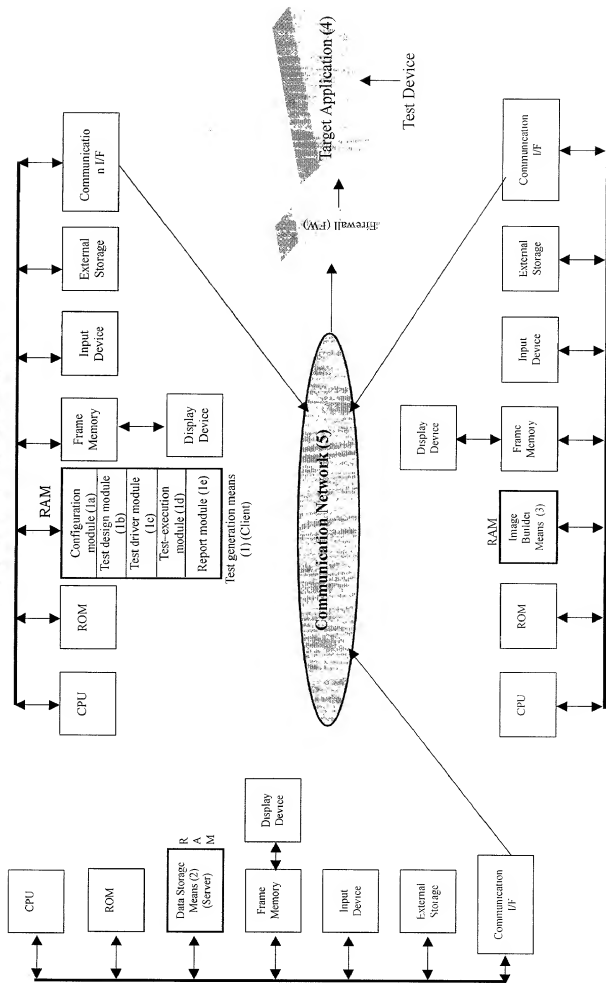 CPU
ROM
RAM
Configuration
module (1a)
Test design module
(1b)
Test driver module
(1c)
Test-execution
module (1d)
Report module (1e)
Test generation means
(1) (Client)
Frame
Memory
Display
Device
Input
Device
External
Storage
Communicatio
n I/F
CPU
ROM
Data Storage
Means (2)
(Server)
R
A
M
Frame
Memory
Display
Device
Input
Device
External
Storage
Communication
I/F
Communication Network (5)
Firewall (FW)
Target Application (4)
Test Device
CPU
ROM
RAM
Image
Builder
Means (3)
Frame
Memory
Display
Device
Input
Device
External
Storage
Communication
I/F